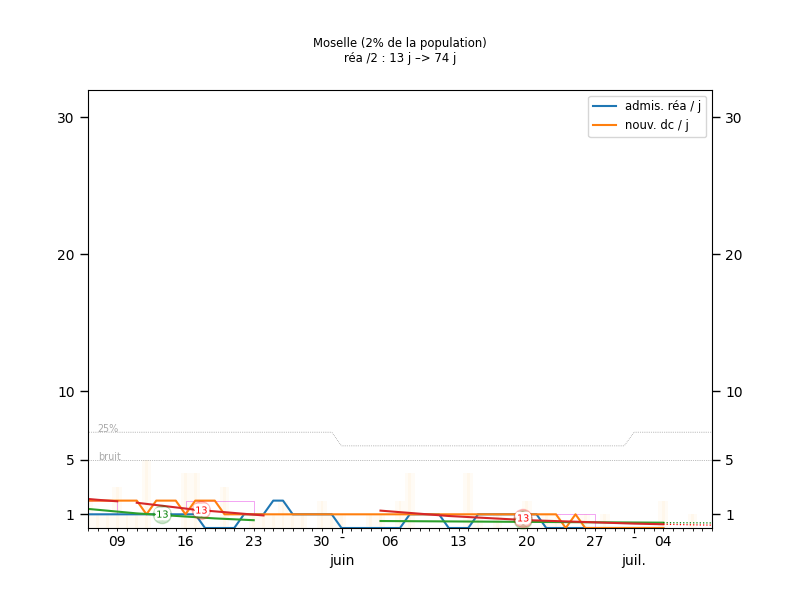 Moselle (2% de la population)
réa /2 : 13 j –> 74 j
admis. réa / j
nouv. dc / j
30 30
20 20
10 10
25%
5 5
bruit
1 1
13 13 13
09 16 23 30 - 06 13 20 27 - 04
juin juil.